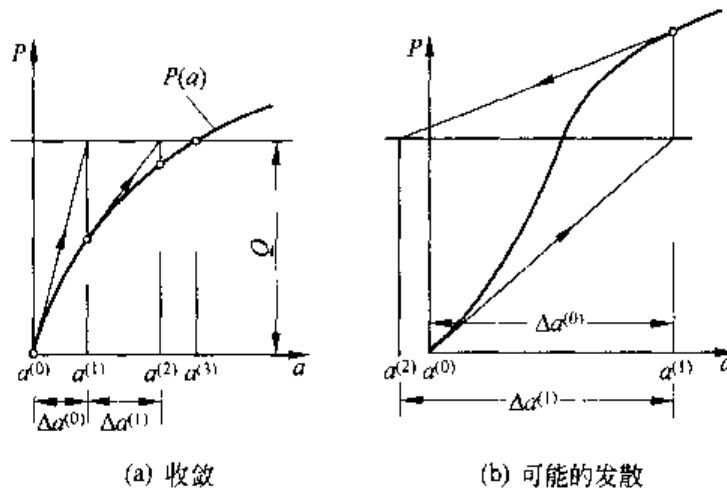 P
P(a)
Q
a⁽⁰⁾ a⁽¹⁾ a⁽²⁾ a⁽³⁾ a
Δa⁽⁰⁾ Δa⁽¹⁾
(a) 收敛
P
Δa⁽⁰⁾
a⁽²⁾ a⁽⁰⁾ a⁽¹⁾ a
Δa⁽¹⁾
(b) 可能的发散